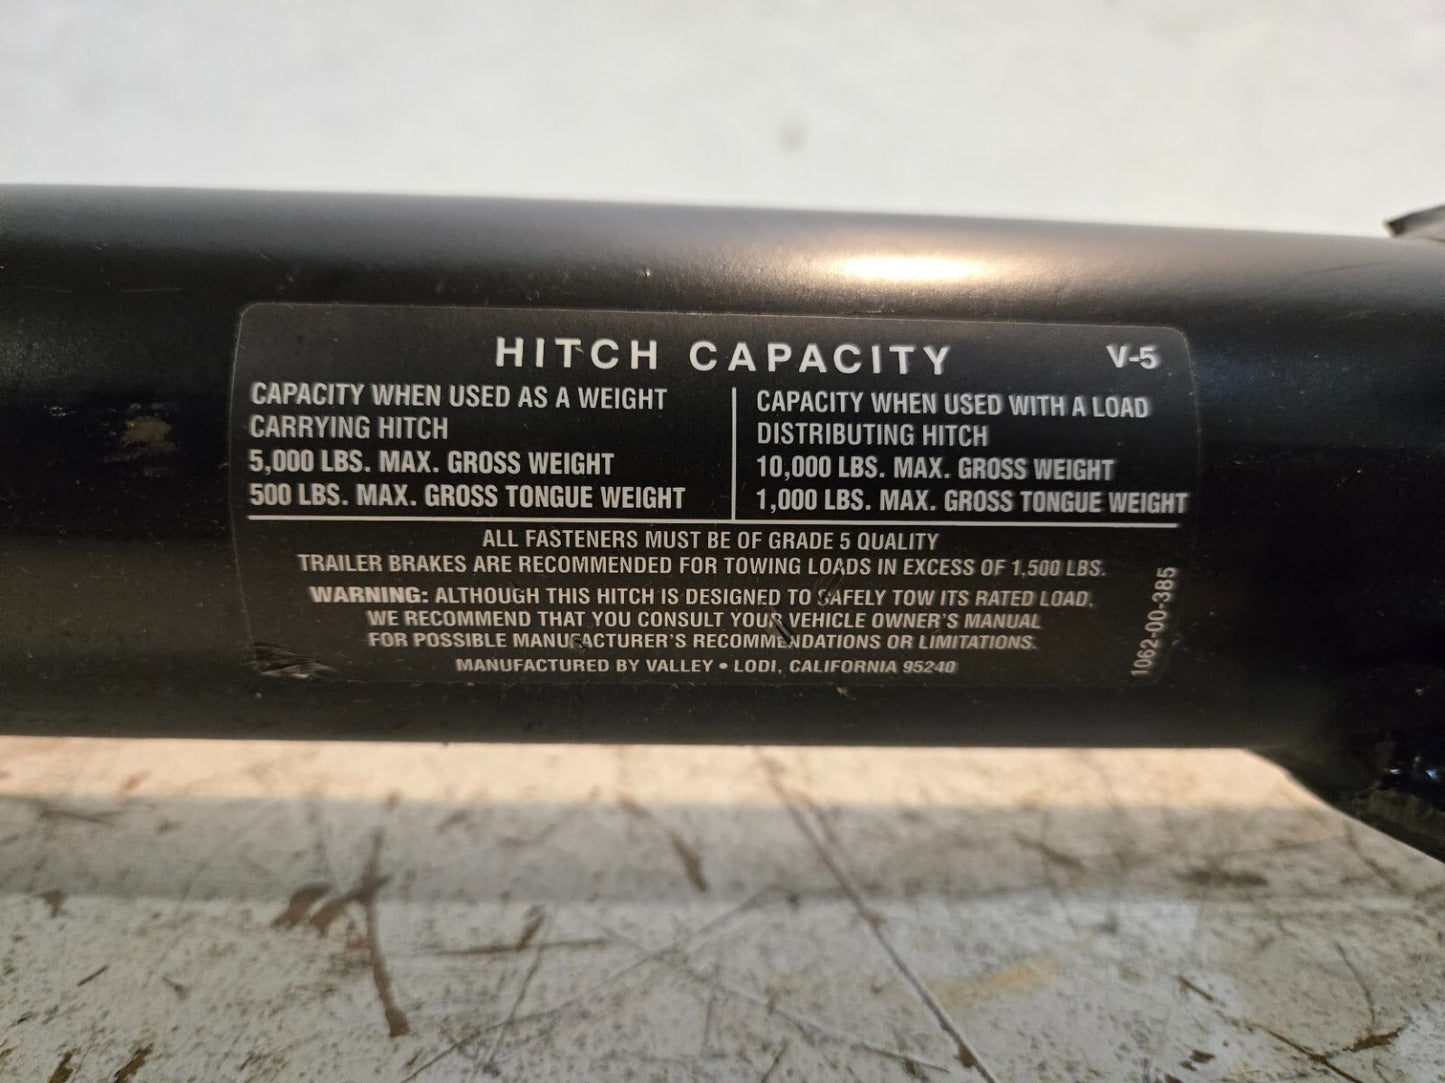 HITCH CAPACITY
V-5
CAPACITY WHEN USED AS A WEIGHT
CARRYING HITCH
5,000 LBS. MAX. GROSS WEIGHT
500 LBS. MAX. GROSS TONGUE WEIGHT
CAPACITY WHEN USED WITH A LOAD
DISTRIBUTING HITCH
10,000 LBS. MAX. GROSS WEIGHT
1,000 LBS. MAX. GROSS TONGUE WEIGHT
ALL FASTENERS MUST BE OF GRADE 5 QUALITY
TRAILER BRAKES ARE RECOMMENDED FOR TOWING LOADS IN EXCESS OF 1,500 LBS.
WARNING: ALTHOUGH THIS HITCH IS DESIGNED TO SAFELY TOW ITS RATED LOAD,
WE RECOMMEND THAT YOU CONSULT YOUR VEHICLE OWNER'S MANUAL
FOR POSSIBLE MANUFACTURER'S RECOMMENDATIONS OR LIMITATIONS.
MANUFACTURED BY VALLEY • LODI, CALIFORNIA 95240
1062-00-385